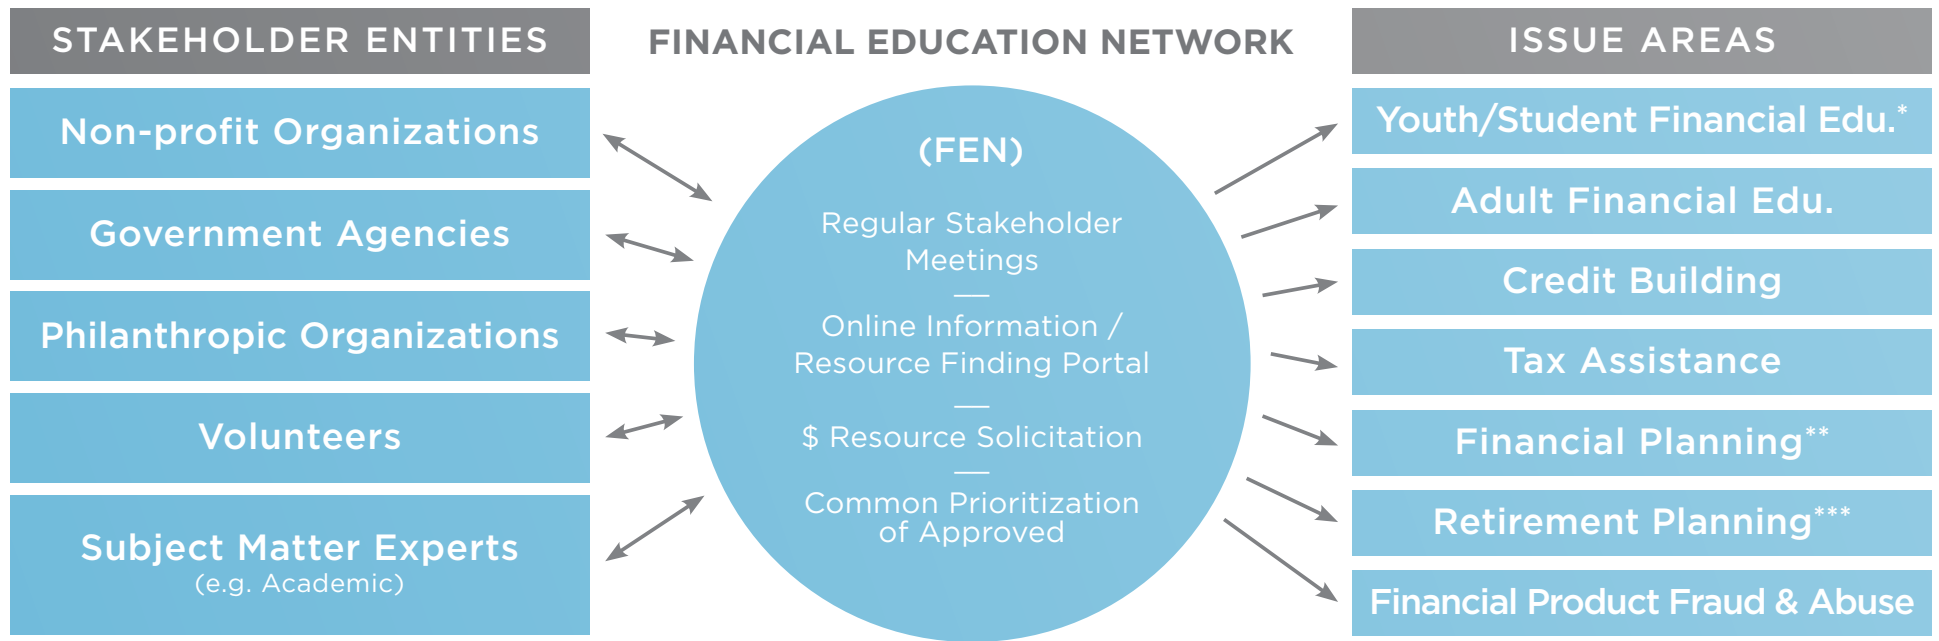 STAKEHOLDER ENTITIES
Non-profit Organizations
Government Agencies
Philanthropic Organizations
Volunteers
Subject Matter Experts
(e.g. Academic)
FINANCIAL EDUCATION NETWORK
(FEN)
Regular Stakeholder
Meetings
Online Information /
Resource Finding Portal
$ Resource Solicitation
Common Prioritization
of Approved
ISSUE AREAS
Youth/Student Financial Edu.*
Adult Financial Edu.
Credit Building
Tax Assistance
Financial Planning**
Retirement Planning***
Financial Product Fraud & Abuse